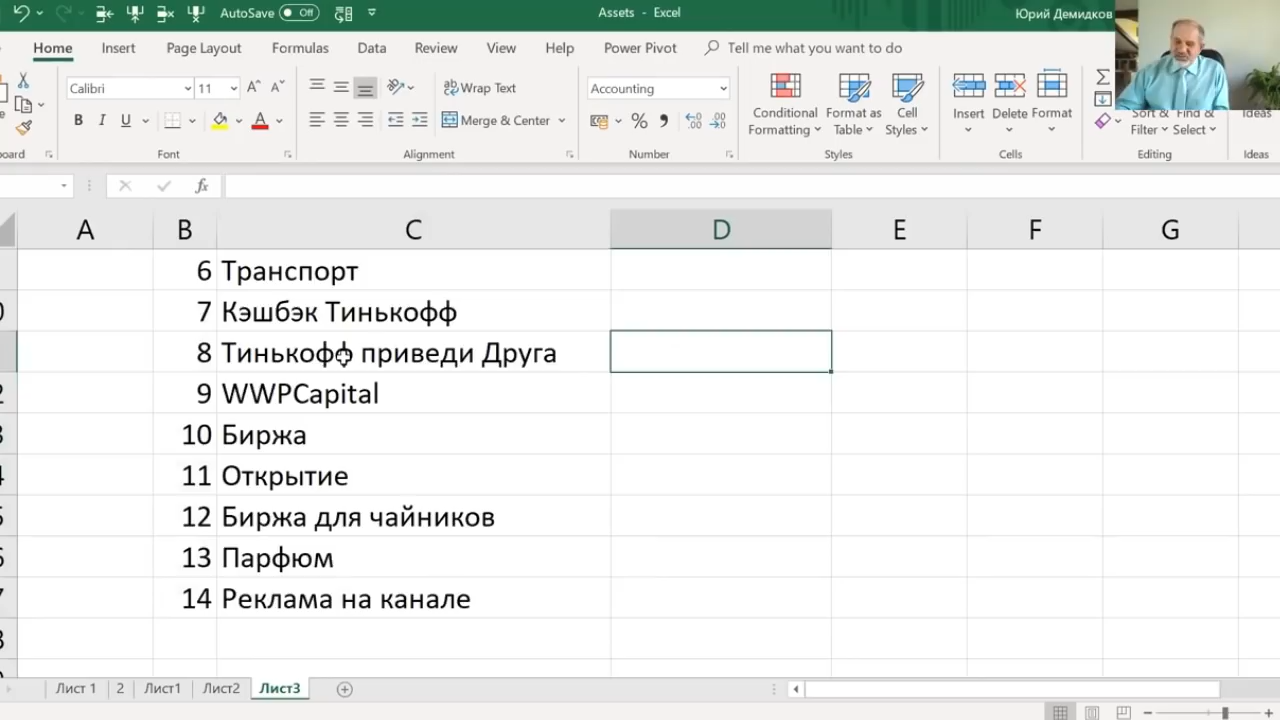 AutoSave Off Assets - Excel Юрий Демидков
Home Insert Page Layout Formulas Data Review View Help Power Pivot Tell me what you want to do
Calibri 11 Wrap Text Accounting
B I U Merge & Center Conditional Formatting Format as Table Cell Styles Insert Delete Format Sort & Filter Find & Select Ideas
Font Alignment Number Styles Cells Editing Ideas
fx
A B C D E F G
6 Транспорт
7 Кэшбэк Тинькофф
8 Тинькофф приведи Друга
9 WWPCapital
10 Биржа
11 Открытие
12 Биржа для чайников
13 Парфюм
14 Реклама на канале
Лист 1 2 Лист1 Лист2 Лист3